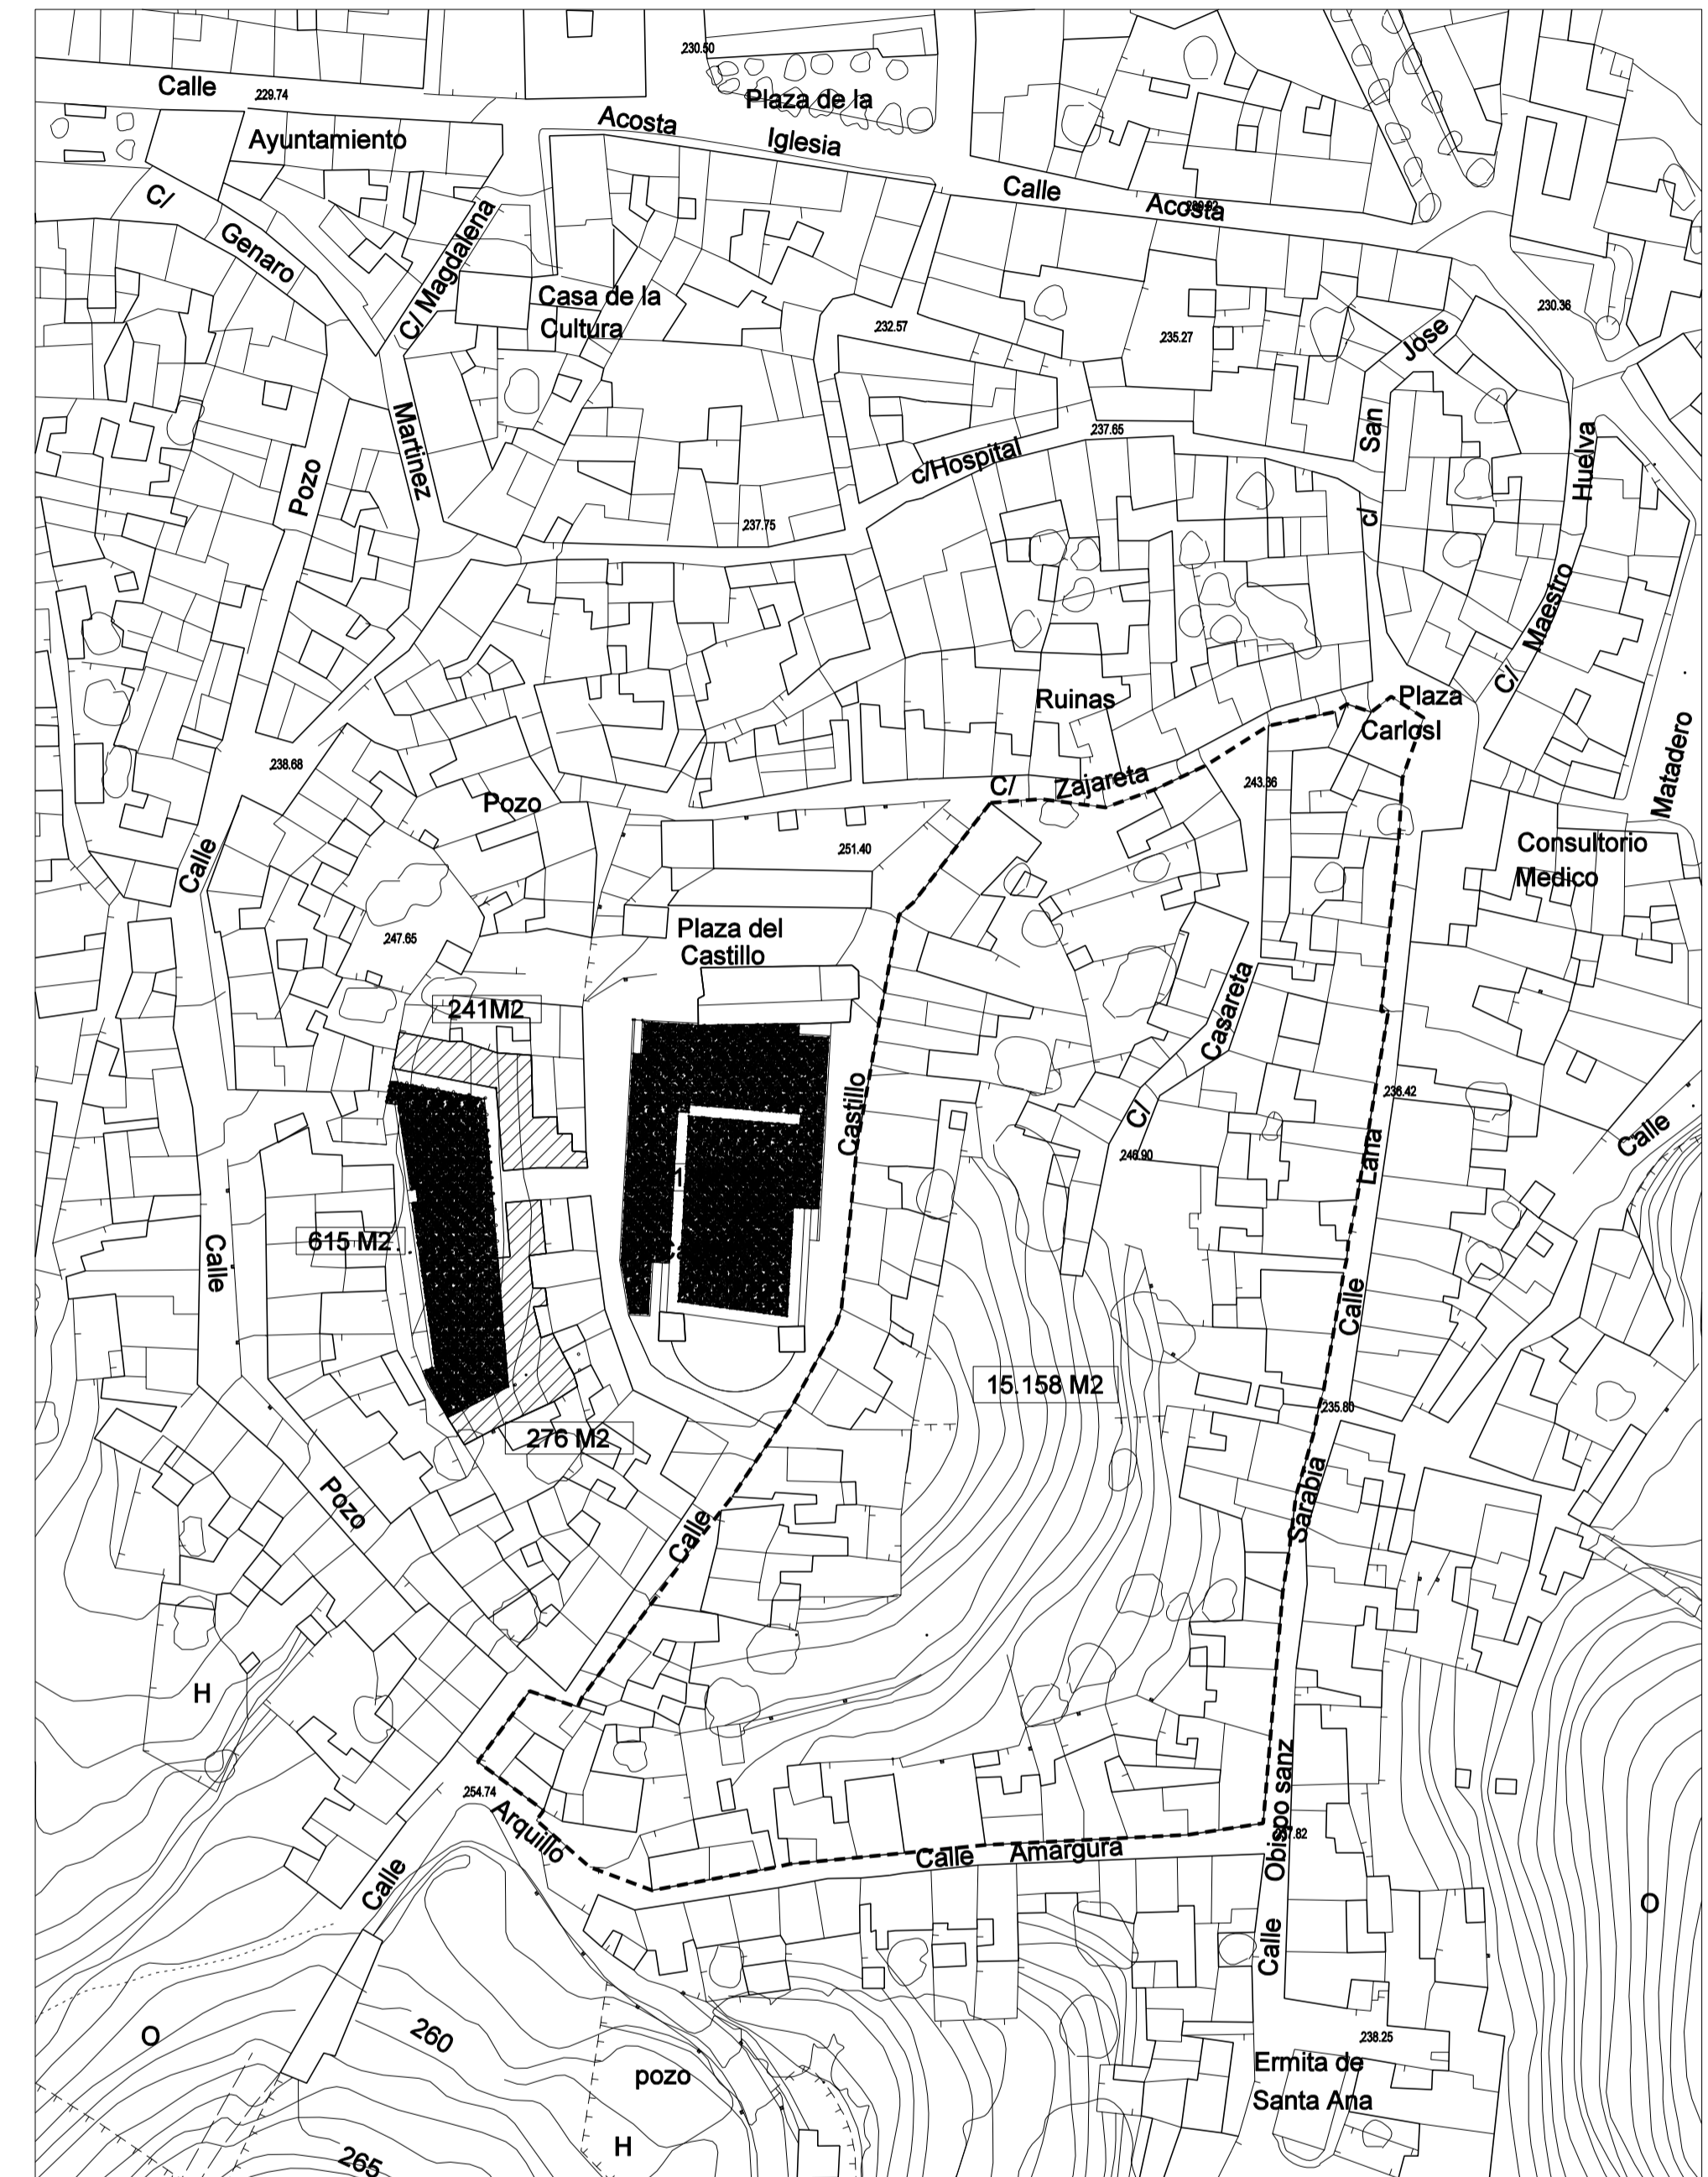 230.50
Calle
229.74
Plaza de la
Iglesia
Acosta
Ayuntamiento
C/
Genaro
C/ Magdalena
Calle
Acosta
Casa de la
Cultura
232.57
235.27
230.36
Jose
San
c/
Martinez
Pozo
c/Hospital
237.65
Huelva
237.75
Maestro
C/
Ruinas
Plaza
CarlosI
238.68
Pozo
C/
Zajareta
243.36
Matadero
Calle
251.40
Consultorio
Medico
Plaza del
Castillo
247.65
241M2
Casareta
C/
Castillo
236.42
Calle
246.90
Lana
615 M2
Calle
Calle
15.158 M2
235.80
276 M2
Pozo
Calle
Sarabia
H
254.74
Arquillo
Obispo sanz
Calle
Amargura
Calle
Calle
O
O
260
238.25
Ermita de
Santa Ana
pozo
H
265